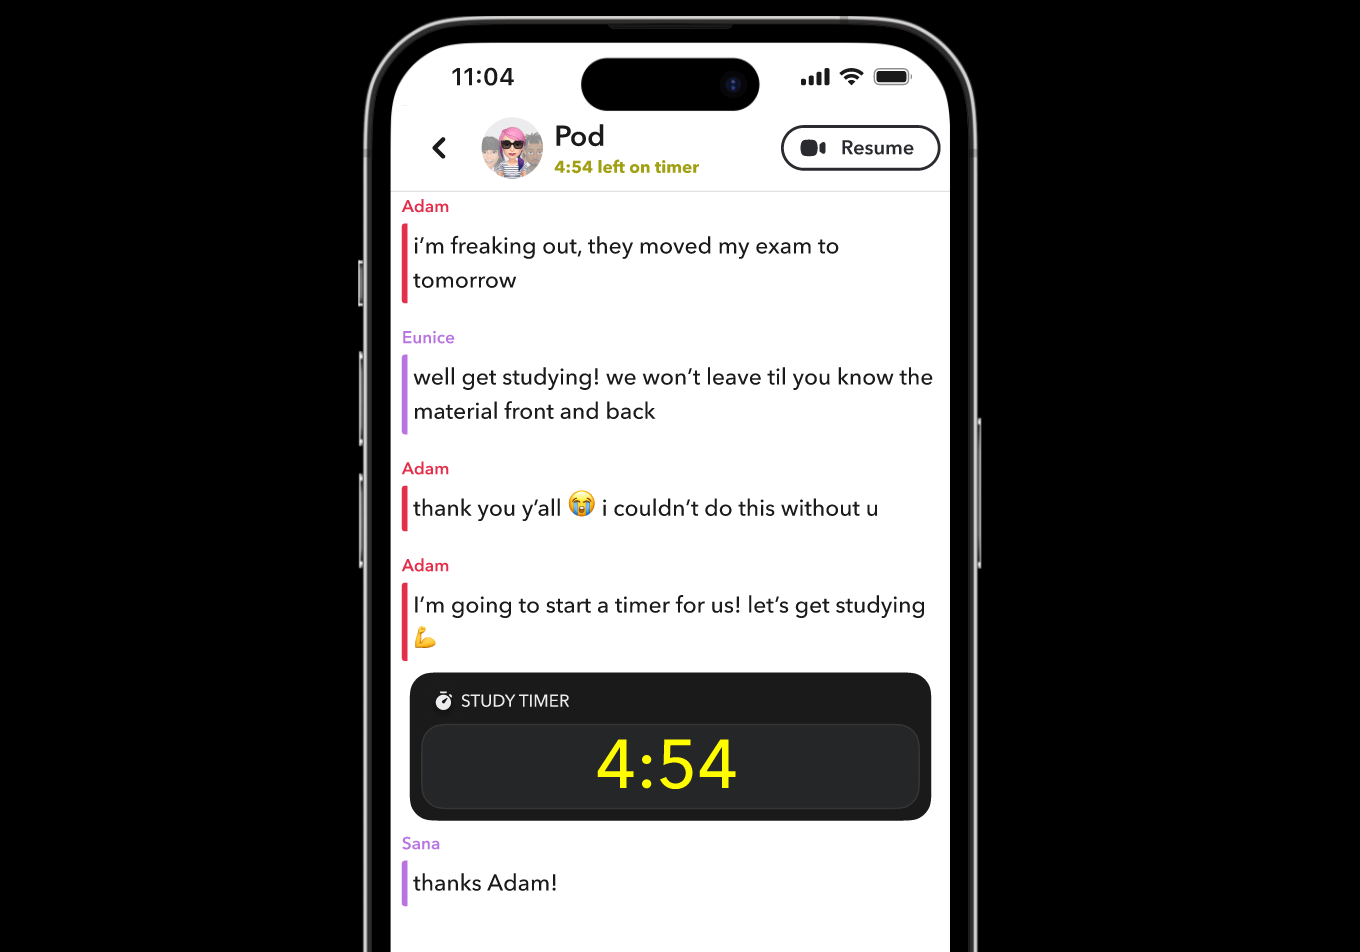 11:04
Pod
4:54 left on timer
Resume
Adam
i’m freaking out, they moved my exam to
tomorrow
Eunice
well get studying! we won’t leave til you know the
material front and back
Adam
thank you y’all 😭 i couldn’t do this without u
Adam
I’m going to start a timer for us! let’s get studying
💪
STUDY TIMER
4:54
Sana
thanks Adam!